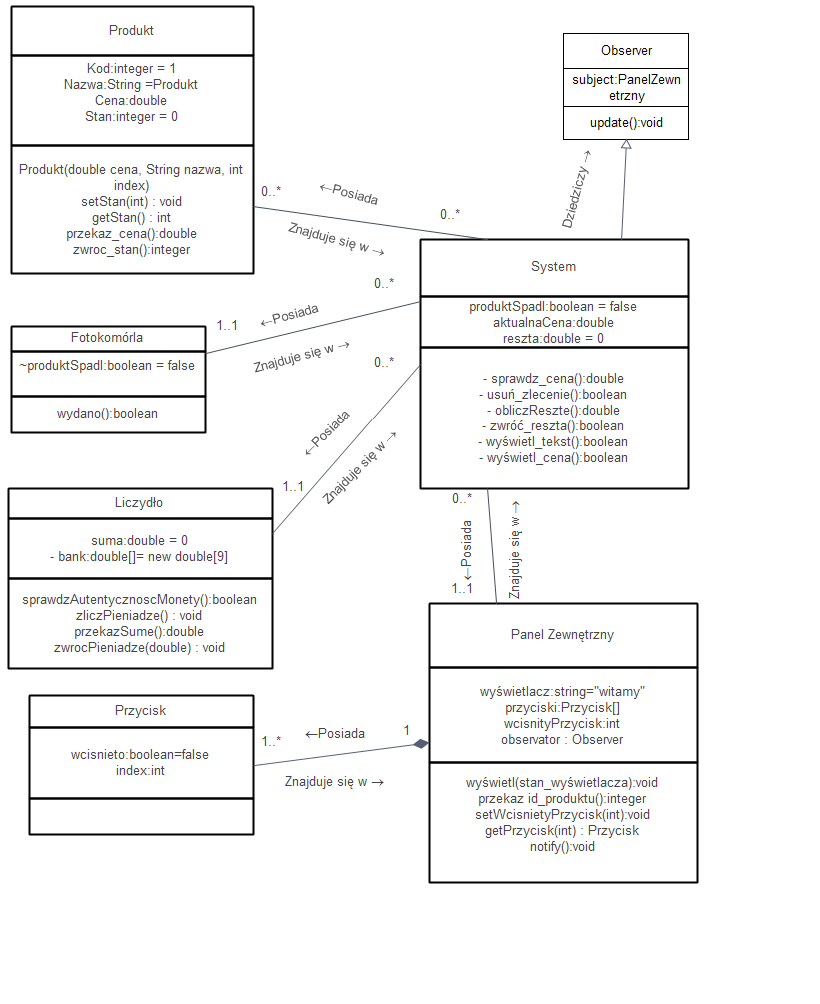 Produkt
Kod:integer = 1
Nazwa:String =Produkt
Cena:double
Stan:integer = 0
Produkt(double cena, String nazwa, int
index)
setStan(int) : void
getStan() : int
przekaz_cena():double
zwroc_stan():integer
Observer
subject:PanelZewn
etrzny
update():void
Dziedziczy →
0..*
←Posiada
0..*
Znajduje się w →
System
produktSpadl:boolean = false
aktualnaCena:double
reszta:double = 0
- sprawdz_cena():double
- usuń_zlecenie():boolean
- obliczReszte():double
- zwróć_reszta():boolean
- wyświetl_tekst():boolean
- wyświetl_cena():boolean
0..*
←Posiada
1..1
Znajduje się w →
Fotokomórla
~produktSpadl:boolean = false
wydano():boolean
0..*
←Posiada
Znajduje się w →
1..1
Liczydło
suma:double = 0
- bank:double[]= new double[9]
sprawdzAutentycznoscMonety():boolean
zliczPieniadze() : void
przekazSume():double
zwrocPieniadze(double) : void
0..*
←Posiada
Znajduje się w →
1..1
Panel Zewnętrzny
wyświetlacz:string="witamy"
przyciski:Przycisk[]
wcisnityPrzycisk:int
observator : Observer
wyświetl(stan_wyświetlacza):void
przekaz id_produktu():integer
setWcisnietyPrzycisk(int):void
getPrzycisk(int) : Przycisk
notify():void
Przycisk
wcisnieto:boolean=false
index:int
1..*
←Posiada
1
Znajduje się w →